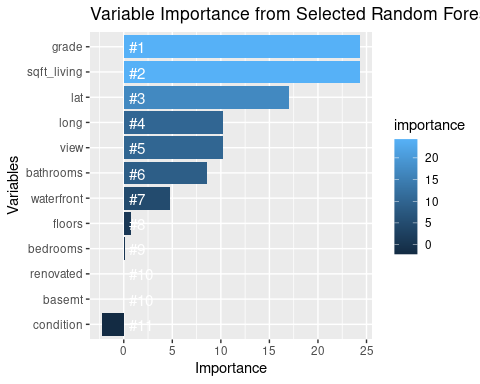 Variable Importance from Selected Random Fores
grade #1
sqft_living #2
lat #3
long #4
view #5
bathrooms #6
waterfront #7
floors #8
bedrooms #9
renovated #10
basemt #10
condition #11
Variables
0 5 10 15 20 25
Importance
importance
20
15
10
5
0